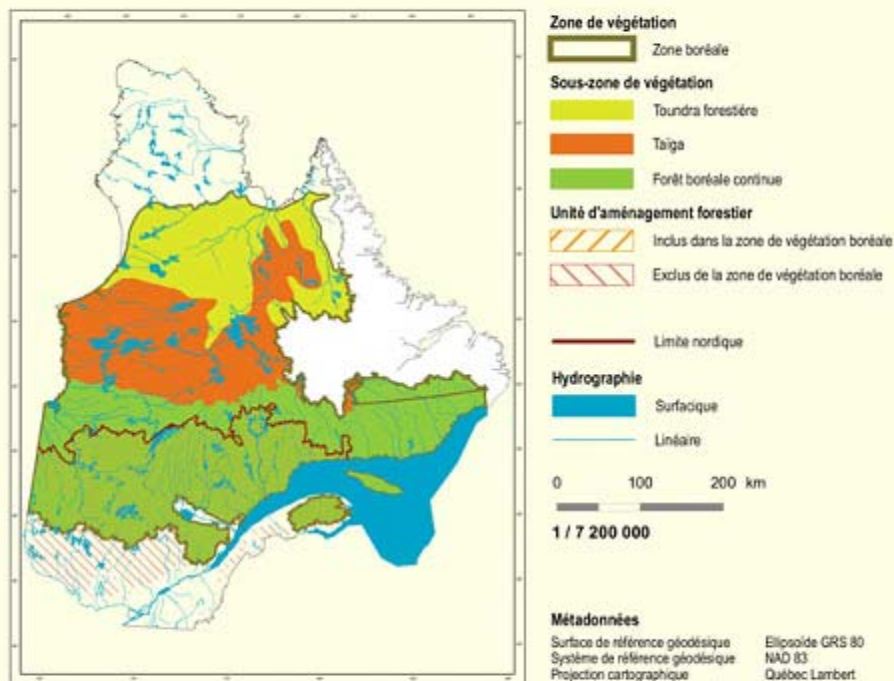 Zone de végétation
Zone boréale
Sous-zone de végétation
Toundra forestière
Taïga
Forêt boréale continue
Unité d'aménagement forestier
Inclus dans la zone de végétation boréale
Exclus de la zone de végétation boréale
Limite nordique
Hydrographie
Surfacique
Linéaire
0 100 200 km
1 / 7 200 000
Métadonnées
Surface de référence géodésique Ellipsoïde GRS 80
Système de référence géodésique NAD 83
Projection cartographique Québec Lambert